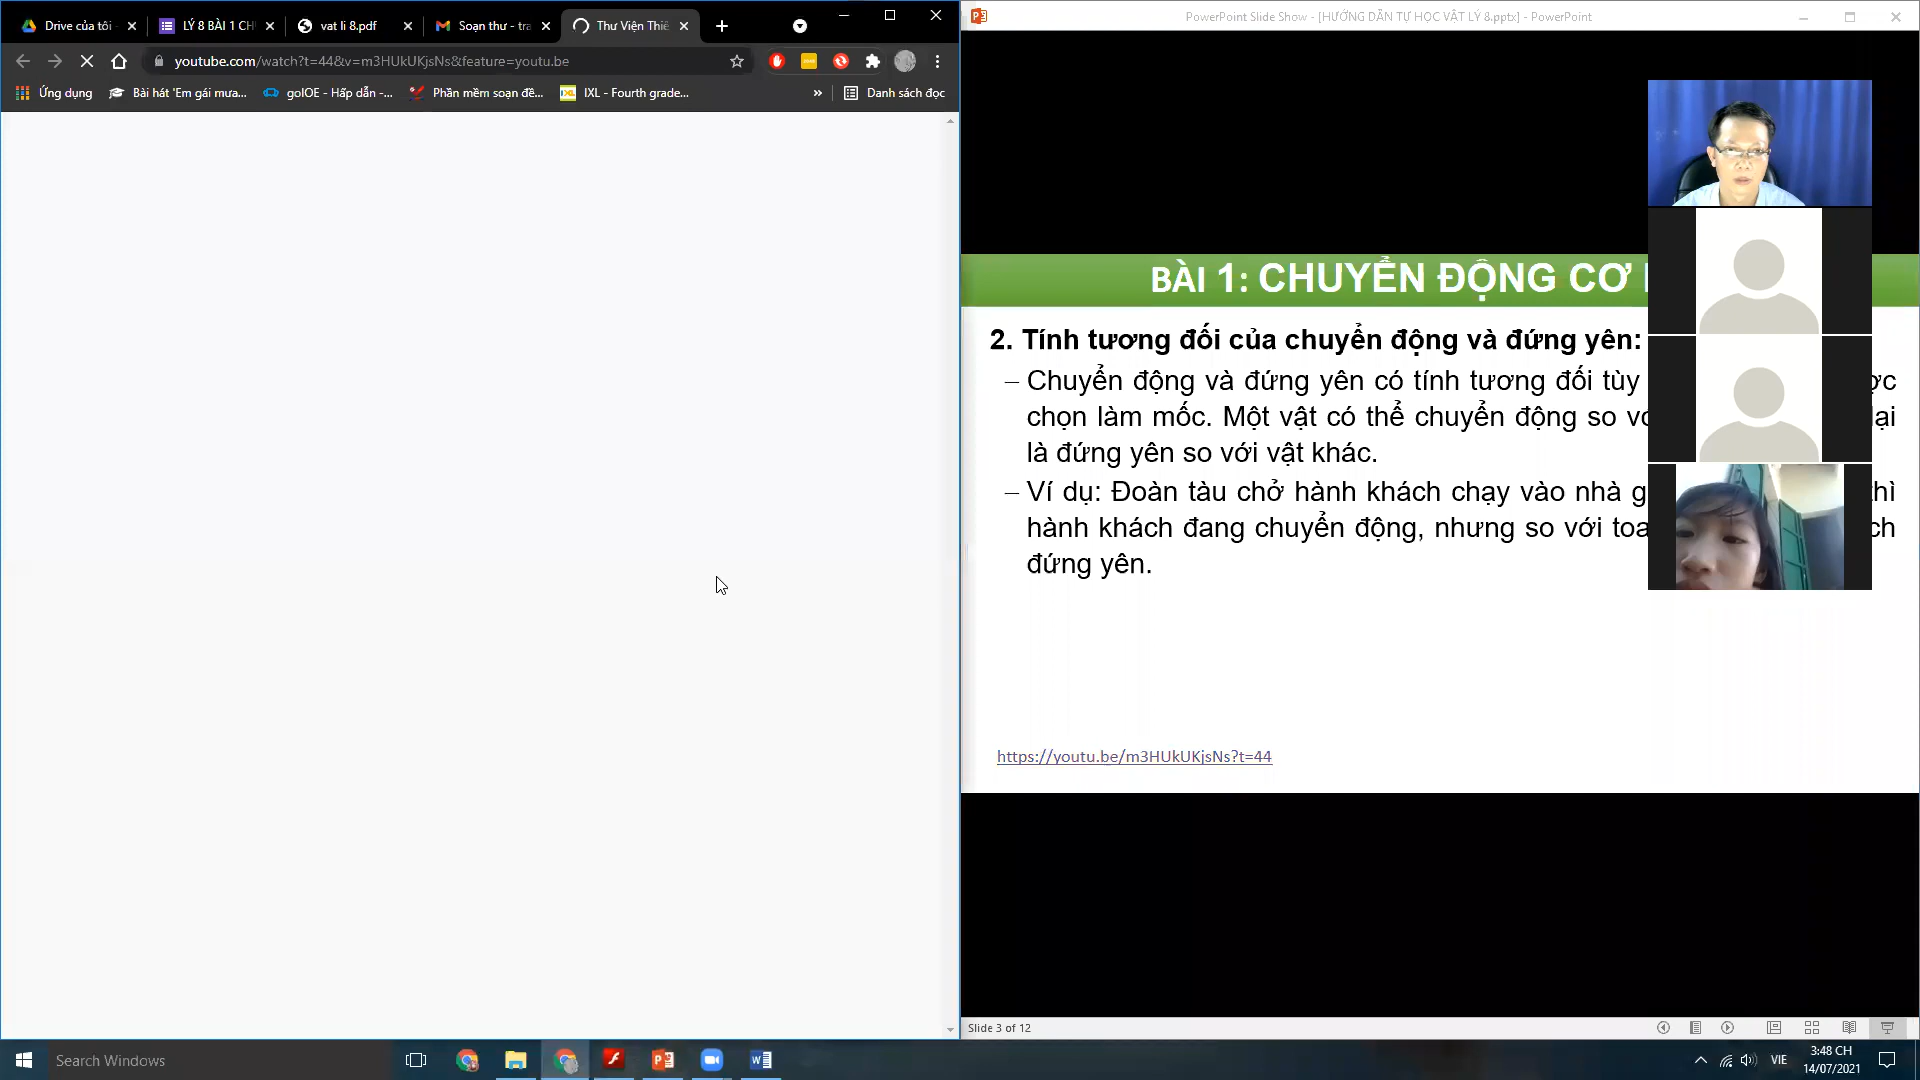 Drive của tôi -
LÝ 8 BÀI 1 CH
vat li 8.pdf
Soạn thư - tra
Thư Viện Thiế
youtube.com/watch?t=44&v=m3HUkUKjsNs&feature=youtu.be
Ứng dụng
Bài hát 'Em gái mưa...
goIOE - Hấp dẫn -...
Phần mềm soạn đề...
IXL - Fourth grade...
»
Danh sách đọc
PowerPoint Slide Show - [HƯỚNG DẪN TỰ HỌC VẬT LÝ 8.pptx] - PowerPoint
BÀI 1: CHUYỂN ĐỘNG CƠ
2. Tính tương đối của chuyển động và đứng yên:
– Chuyển động và đứng yên có tính tương đối tùy
chọn làm mốc. Một vật có thể chuyển động so lại
là đứng yên so với vật khác.
– Ví dụ: Đoàn tàu chở hành khách chạy vào nhà thì
hành khách đang chuyển động, nhưng so với
đứng yên.
https://youtu.be/m3HUkUKjsNs?t=44
Slide 3 of 12
Search Windows
VIE
3:48 CH
14/07/2021